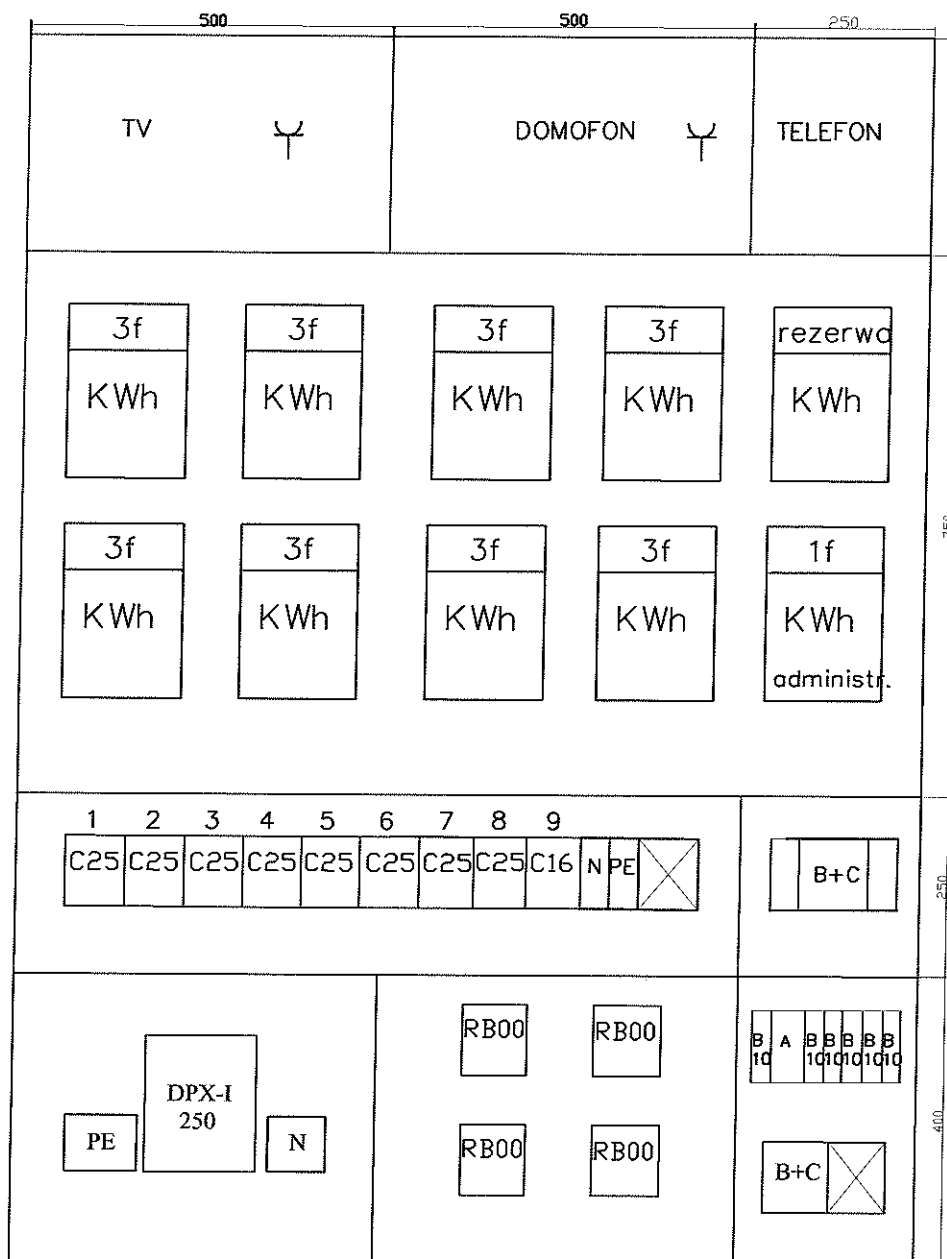 500 500 250
TV DOMOFON TELEFON
3f 3f 3f 3f rezerwa
KWh KWh KWh KWh KWh
3f 3f 3f 3f 1f
KWh KWh KWh KWh KWh
administr.
1 2 3 4 5 6 7 8 9
C25 C25 C25 C25 C25 C25 C25 C25 C16 N PE B+C
250
RB00 RB00
B A B B B B B
10 10 10 10 10 10
DPX-I
250
PE N
RB00 RB00
B+C
400